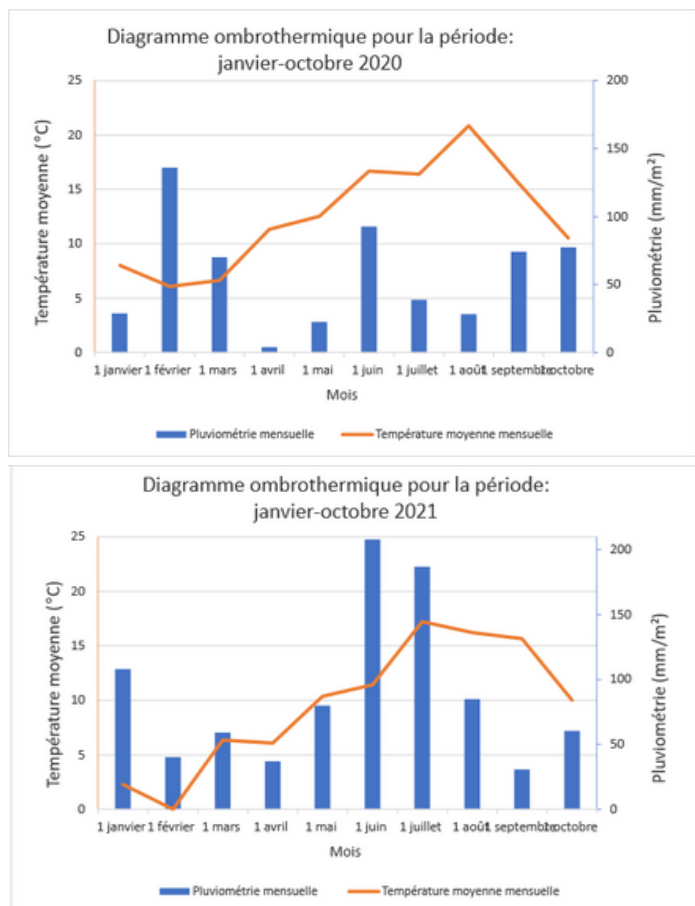 Diagramme ombrothermique pour la période:
janvier-octobre 2020
Température moyenne (°C)
25
20
15
10
5
0
Pluviométrie (mm/m²)
200
150
100
50
0
1 janvier 1 février 1 mars 1 avril 1 mai 1 juin 1 juillet 1 août 1 septembre 1 octobre
Mois
Pluviométrie mensuelle Température moyenne mensuelle
Diagramme ombrothermique pour la période:
janvier-octobre 2021
Température moyenne (°C)
25
20
15
10
5
0
Pluviométrie (mm/m²)
200
150
100
50
0
1 janvier 1 février 1 mars 1 avril 1 mai 1 juin 1 juillet 1 août 1 septembre 1 octobre
Mois
Pluviométrie mensuelle Température moyenne mensuelle